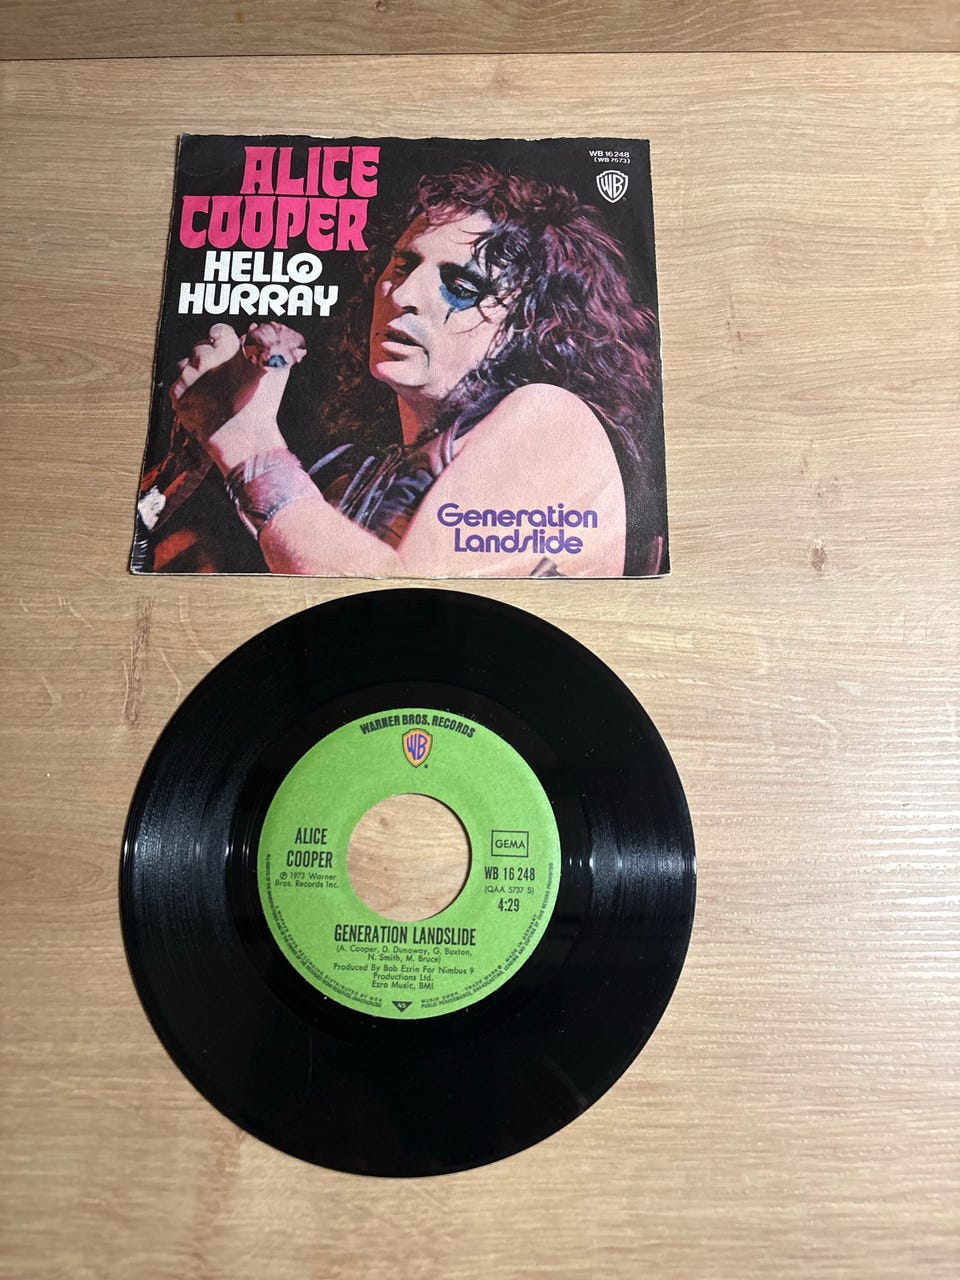 ALICE
COOPER
HELLO
HURRAY
WB 16 248
(WB 7673)
WB
Generation
Landslide
WARNER BROS. RECORDS
WB
ALICE
COOPER
℗ 1973 Warner
Bros. Records Inc.
GEMA
WB 16 248
(QAA 5737 S)
4:29
GENERATION LANDSLIDE
(A. Cooper, D. Dunaway, G. Buxton,
N. Smith, M. Bruce)
Produced By Bob Ezrin For Nimbus 9
Productions Ltd.
Ezra Music, BMI
45